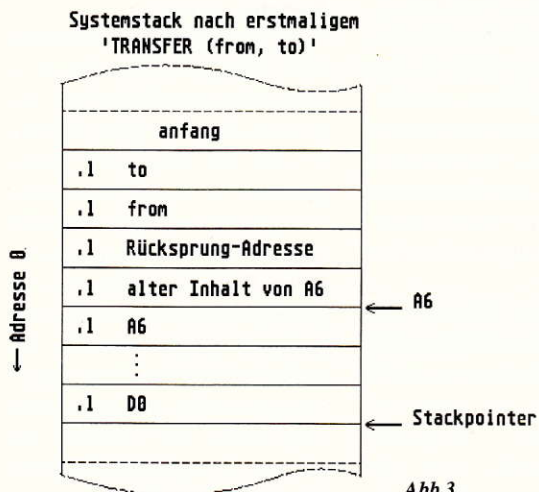 Systemstack nach erstmaligem
'TRANSFER (from, to)'
anfang
.l to
.l from
.l Rücksprung-Adresse
.l alter Inhalt von A6
← A6
.l A6
⋮
.l D0
← Stackpointer
← Adresse 0.
Abb.3